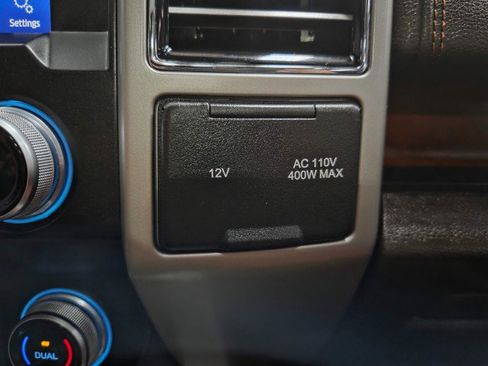 Settings
12V
AC 110V
400W MAX
DUAL